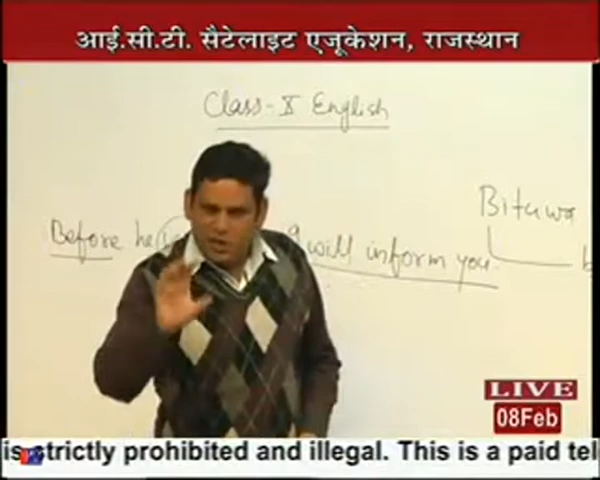 आई.सी.टी. सैटेलाइट एजूकेशन, राजस्थान
Class-X English
Bituwa
Before he I will inform you.
LIVE
08Feb
is strictly prohibited and illegal. This is a paid tel